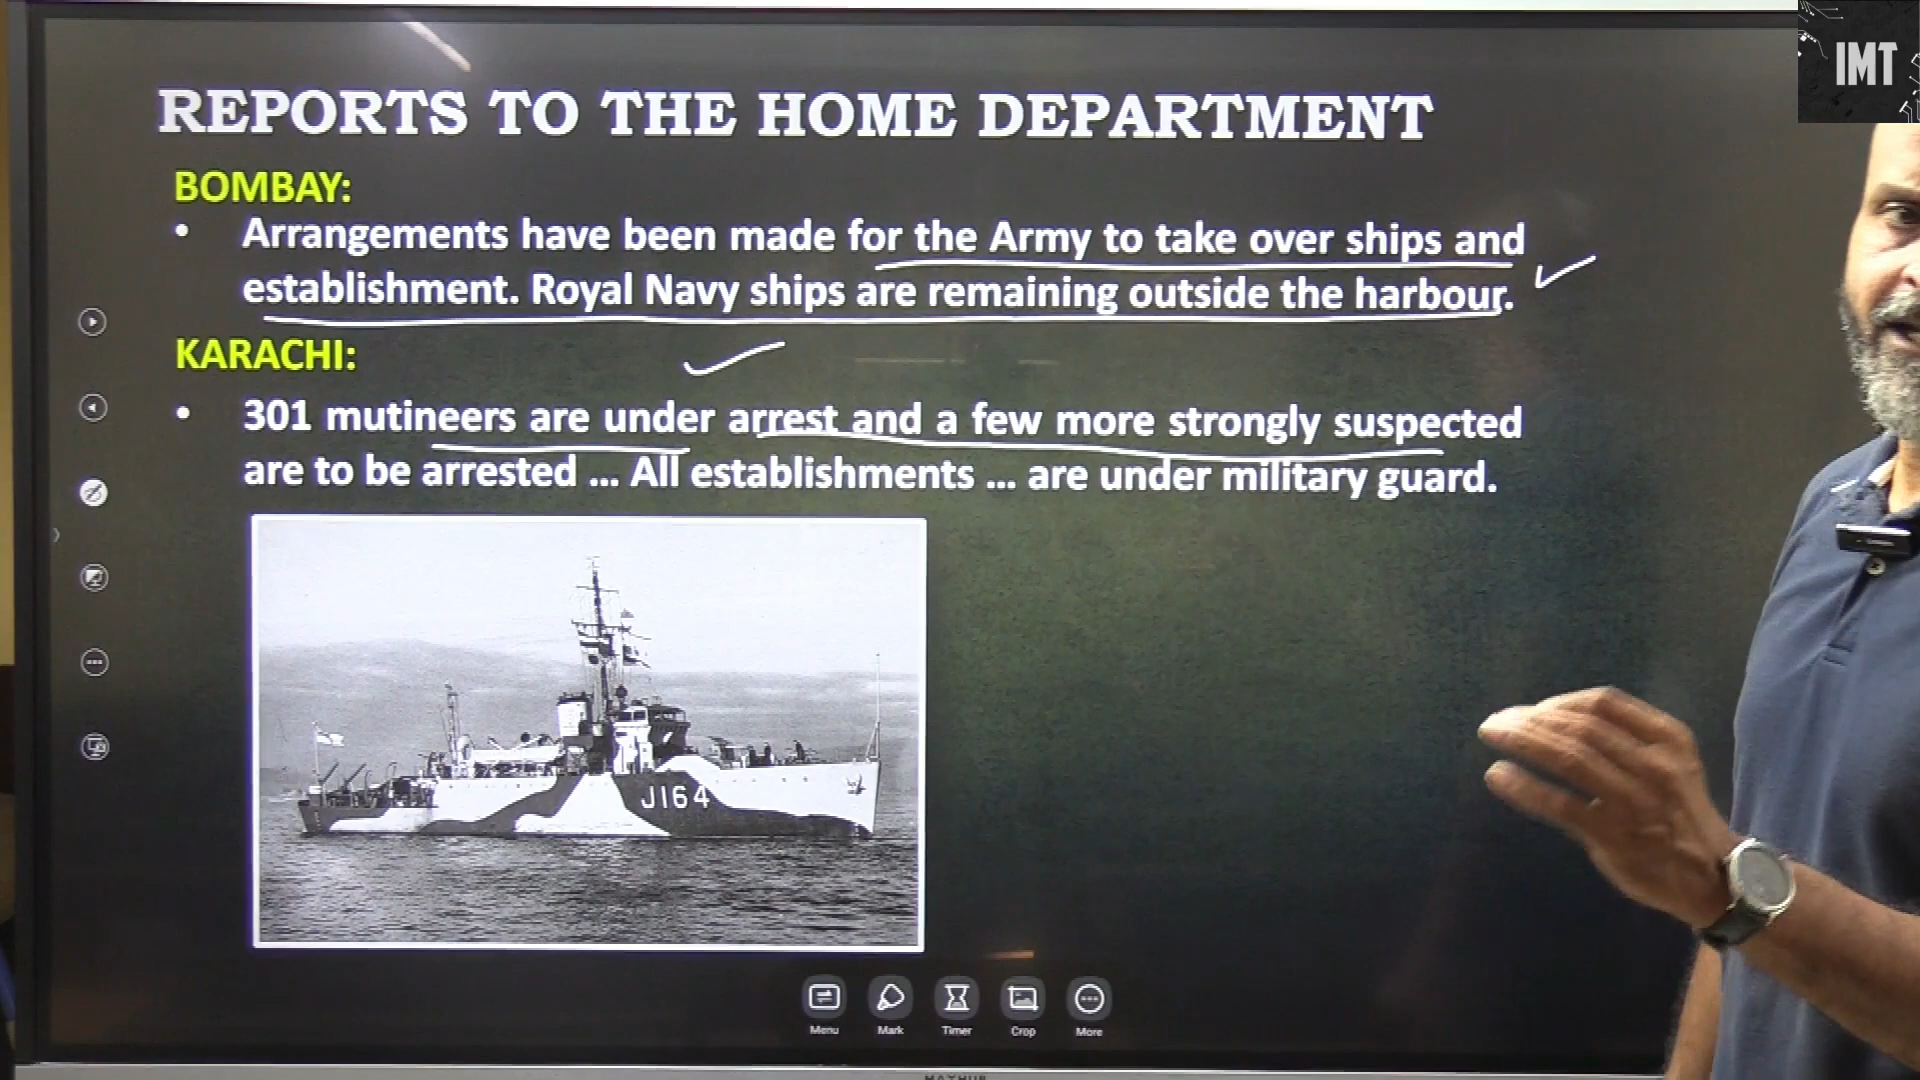 IMT
REPORTS TO THE HOME DEPARTMENT
BOMBAY:
• Arrangements have been made for the Army to take over ships and
establishment. Royal Navy ships are remaining outside the harbour.
KARACHI:
• 301 mutineers are under arrest and a few more strongly suspected
are to be arrested ... All establishments ... are under military guard.
J164
Menu Mark Timer Crop More